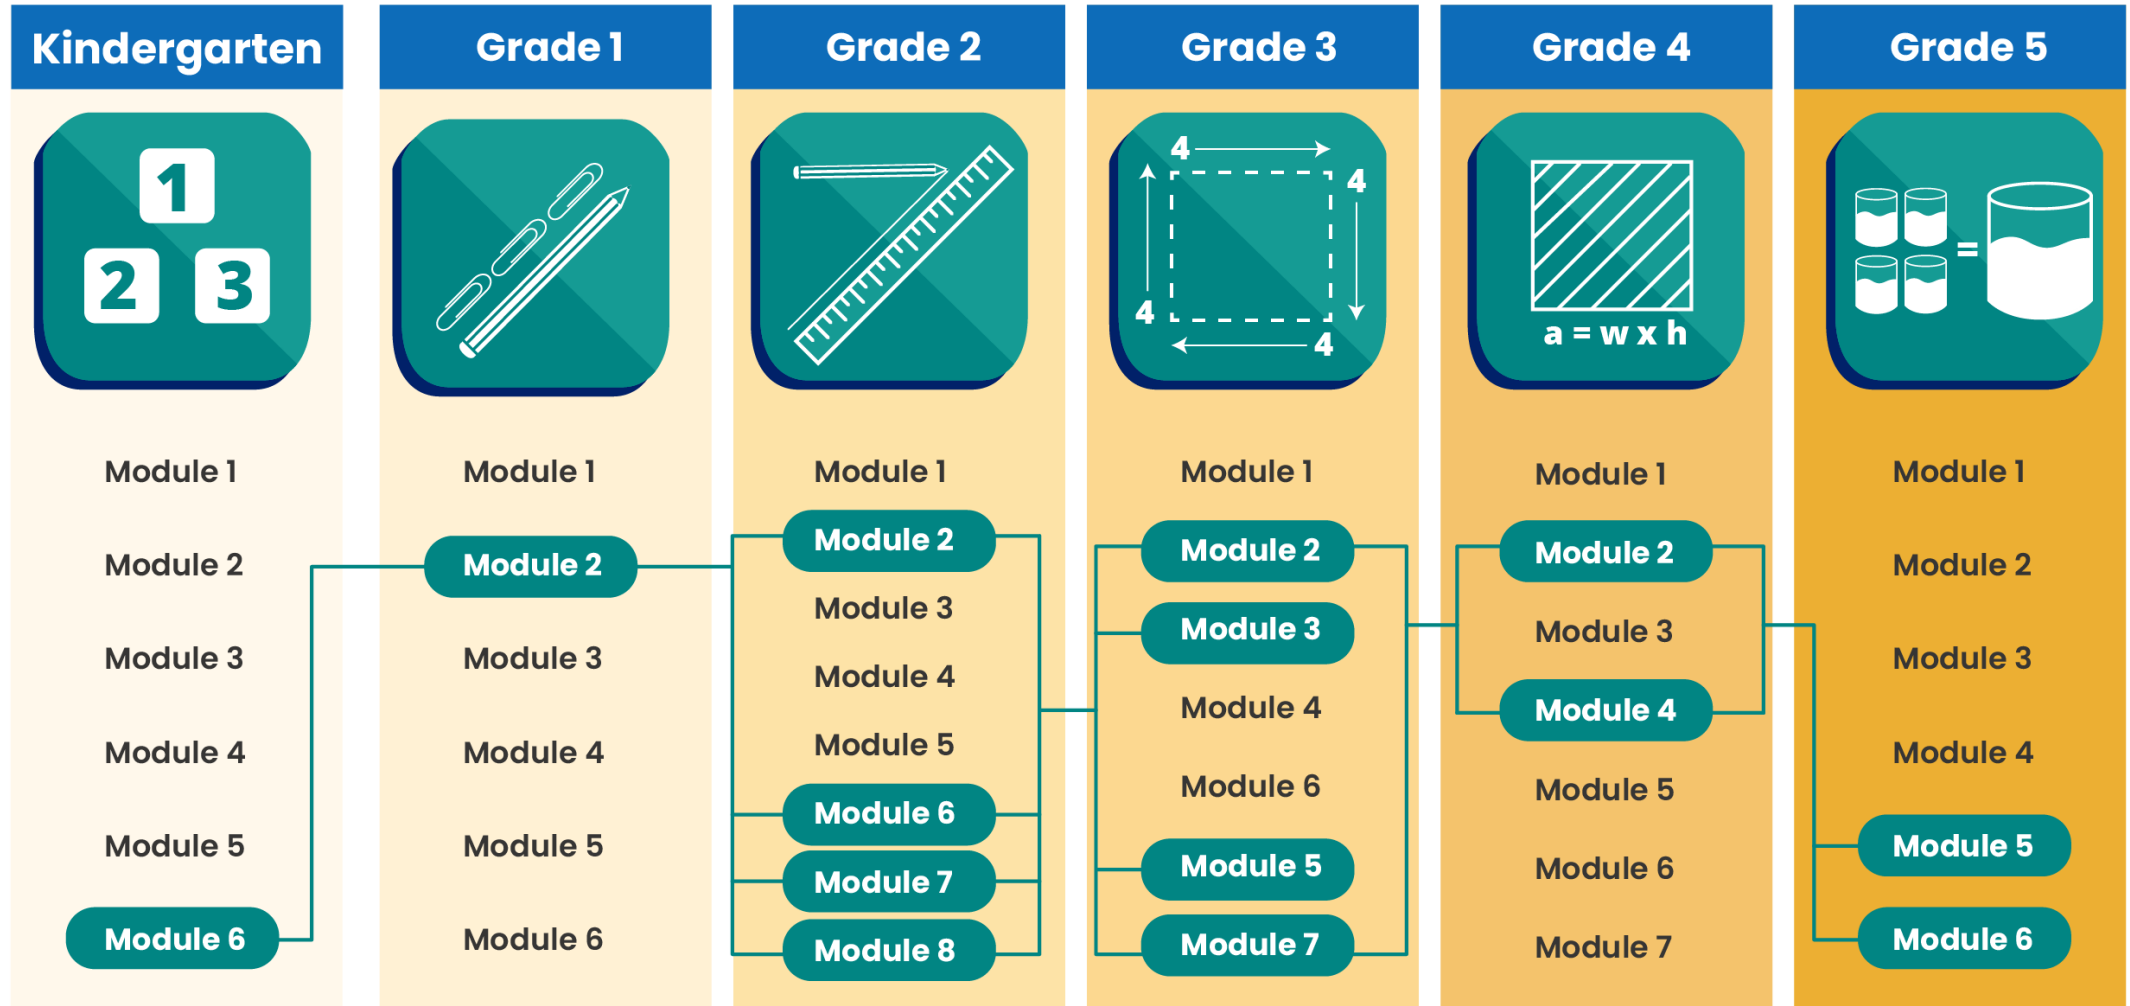 Kindergarten
1
2 3
Module 1
Module 2
Module 3
Module 4
Module 5
Module 6
Grade 1
Module 1
Module 2
Module 3
Module 4
Module 5
Module 6
Grade 2
Module 1
Module 2
Module 3
Module 4
Module 5
Module 6
Module 7
Module 8
Grade 3
4
4
4
4
Module 1
Module 2
Module 3
Module 4
Module 6
Module 5
Module 7
Grade 4
a = w x h
Module 1
Module 2
Module 3
Module 4
Module 5
Module 6
Module 7
Grade 5
=
Module 1
Module 2
Module 3
Module 4
Module 5
Module 6